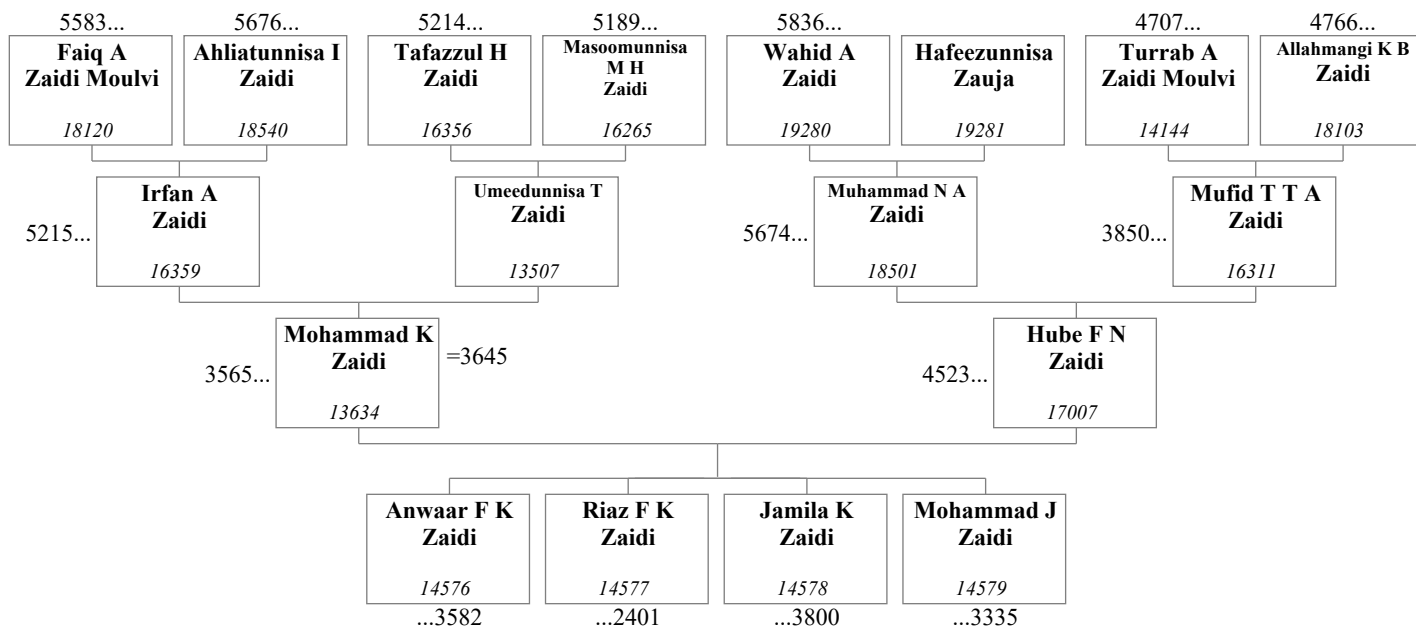 5583... 5676... 5214... 5189... 5836... 4707... 4766...
Faiq A
Zaidi Moulvi
18120
Ahliatunnisa I
Zaidi
18540
Tafazzul H
Zaidi
16356
Masoomunnisa
M H
Zaidi
16265
Wahid A
Zaidi
19280
Hafeezunnisa
Zauja
19281
Turrab A
Zaidi Moulvi
14144
Allahmangi K B
Zaidi
18103
5215...
Irfan A
Zaidi
16359
Umeedunnisa T
Zaidi
13507
5674...
Muhammad N A
Zaidi
18501
3850...
Mufid T T A
Zaidi
16311
3565...
Mohammad K
Zaidi
13634
=3645
4523...
Hube F N
Zaidi
17007
Anwaar F K
Zaidi
14576
...3582
Riaz F K
Zaidi
14577
...2401
Jamila K
Zaidi
14578
...3800
Mohammad J
Zaidi
14579
...3335